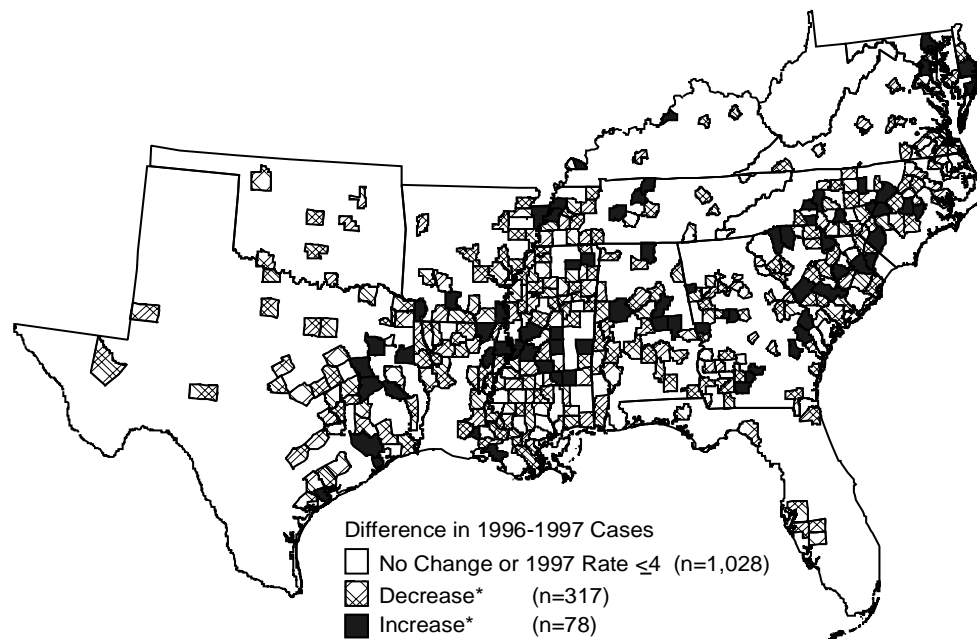 Difference in 1996-1997 Cases
No Change or 1997 Rate ≤4 (n=1,028)
Decrease* (n=317)
Increase* (n=78)